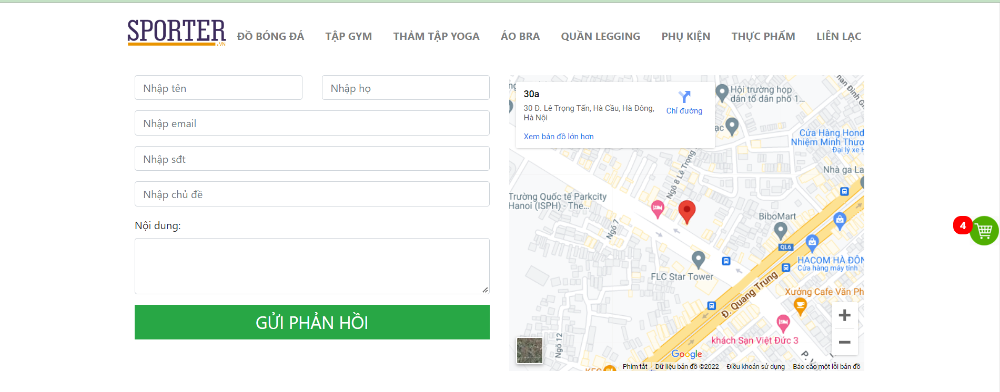 SPORTER
.VN
ĐỒ BÓNG ĐÁ
TẬP GYM
THẢM TẬP YOGA
ÁO BRA
QUẦN LEGGING
PHỤ KIỆN
THỰC PHẨM
LIÊN LẠC
Nhập tên
Nhập họ
Nhập email
Nhập sđt
Nhập chủ đề
Nội dung:
GỬI PHẢN HỒI
30a
30 Đ. Lê Trọng Tấn, Hà Cầu, Hà Đông,
Hà Nội
Chỉ đường
Xem bản đồ lớn hơn
Hội trường họp
dân tổ dân phố 1...
Cửa Hàng Hond
Nhiệm Minh Thươ
Đại lý xe H
Nhà ga La
Ngõ 8 Lê Trọng
Trường Quốc tế Parkcity
Hanoi (ISPH) - The...
Ngõ 7
BiboMart
QL6
HACOM HÀ ĐÔN
Cửa hàng máy tính
FLC Star Tower
Đ. Quang Trung
Xưởng Cafe Văn Ph
khách Sạn Việt Đức 3
Ngõ 12
KFC
Google
Phím tắt
Dữ liệu bản đồ ©2022
Điều khoản sử dụng
Báo cáo một lỗi bản đồ
4